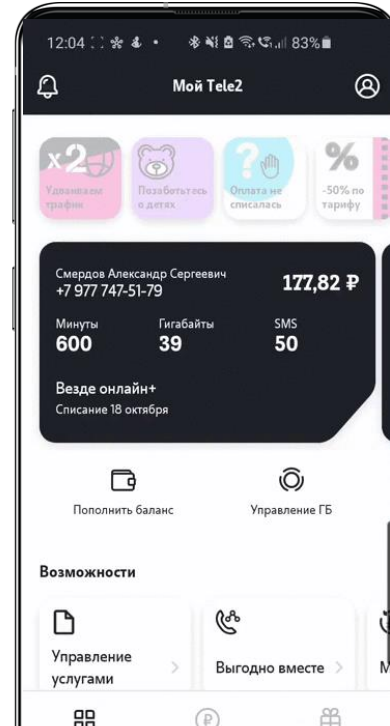 12:04 83%
Мой Tele2
x2
Удваиваем трафик
Позаботьтесь о детях
?
Оплата не списалась
%
-50% по тарифу
Смердов Александр Сергеевич
+7 977 747-51-79
177,82 ₽
Минуты Гигабайты SMS
600 39 50
Везде онлайн+
Списание 18 октября
Пополнить баланс Управление ГБ
Возможности
Управление
услугами
Выгодно вместе
М
₽